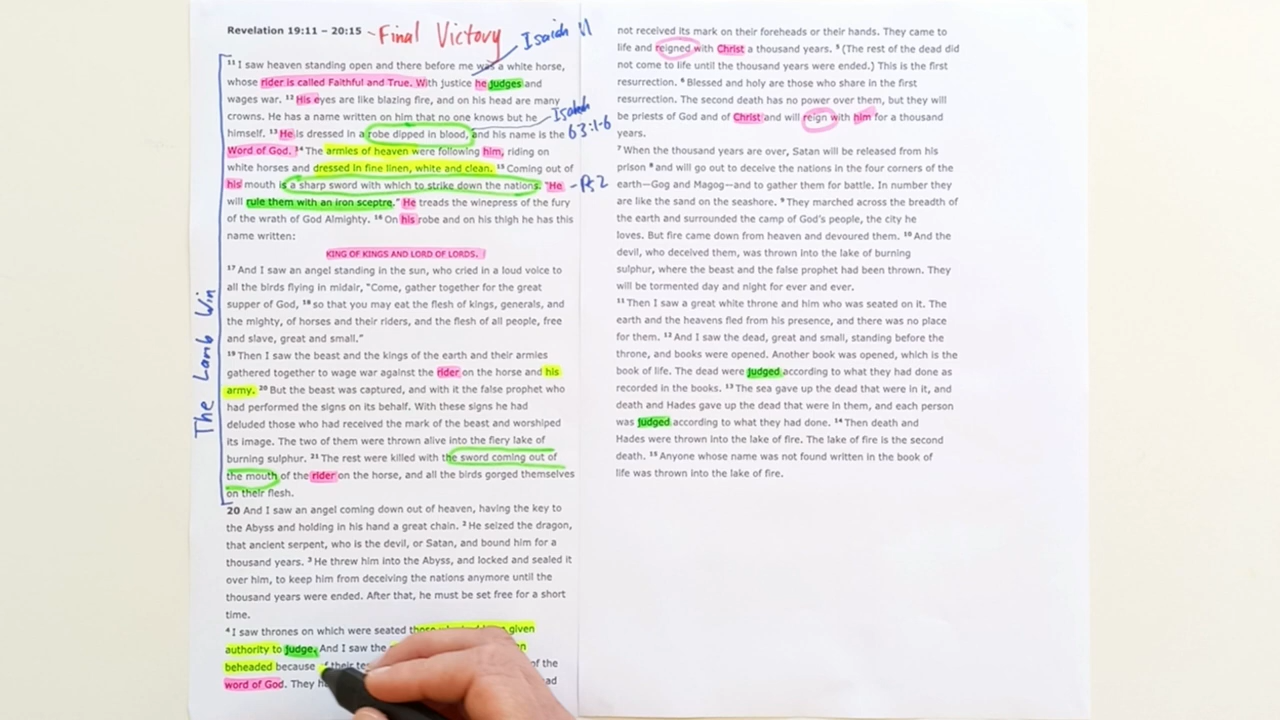 Revelation 19:11 – 20:15 - Final Victory
Isaiah 11
11 I saw heaven standing open and there before me was a white horse,
whose rider is called Faithful and True. With justice he judges and
wages war. 12 His eyes are like blazing fire, and on his head are many
crowns. He has a name written on him that no one knows but he
Isaiah
63:1-6
himself. 13 He is dressed in a robe dipped in blood, and his name is the
Word of God. 14 The armies of heaven were following him, riding on
white horses and dressed in fine linen, white and clean. 15 Coming out of
his mouth is a sharp sword with which to strike down the nations. "He - Ps 2
will rule them with an iron sceptre." He treads the winepress of the fury
of the wrath of God Almighty. 16 On his robe and on his thigh he has this
name written:
KING OF KINGS AND LORD OF LORDS.
The Lamb Win
17 And I saw an angel standing in the sun, who cried in a loud voice to
all the birds flying in midair, "Come, gather together for the great
supper of God, 18 so that you may eat the flesh of kings, generals, and
the mighty, of horses and their riders, and the flesh of all people, free
and slave, great and small."
19 Then I saw the beast and the kings of the earth and their armies
gathered together to wage war against the rider on the horse and his
army. 20 But the beast was captured, and with it the false prophet who
had performed the signs on its behalf. With these signs he had
deluded those who had received the mark of the beast and worshiped
its image. The two of them were thrown alive into the fiery lake of
burning sulphur. 21 The rest were killed with the sword coming out of
the mouth of the rider on the horse, and all the birds gorged themselves
on their flesh.
20 And I saw an angel coming down out of heaven, having the key to
the Abyss and holding in his hand a great chain. 2 He seized the dragon,
that ancient serpent, who is the devil, or Satan, and bound him for a
thousand years. 3 He threw him into the Abyss, and locked and sealed it
over him, to keep him from deceiving the nations anymore until the
thousand years were ended. After that, he must be set free for a short
time.
4 I saw thrones on which were seated those who had been given
authority to judge. And I saw the
beheaded because of their of the
word of God. They
not received its mark on their foreheads or their hands. They came to
life and reigned with Christ a thousand years. 5 (The rest of the dead did
not come to life until the thousand years were ended.) This is the first
resurrection. 6 Blessed and holy are those who share in the first
resurrection. The second death has no power over them, but they will
be priests of God and of Christ and will reign with him for a thousand
years.
7 When the thousand years are over, Satan will be released from his
prison 8 and will go out to deceive the nations in the four corners of the
earth—Gog and Magog—and to gather them for battle. In number they
are like the sand on the seashore. 9 They marched across the breadth of
the earth and surrounded the camp of God's people, the city he
loves. But fire came down from heaven and devoured them. 10 And the
devil, who deceived them, was thrown into the lake of burning
sulphur, where the beast and the false prophet had been thrown. They
will be tormented day and night for ever and ever.
11 Then I saw a great white throne and him who was seated on it. The
earth and the heavens fled from his presence, and there was no place
for them. 12 And I saw the dead, great and small, standing before the
throne, and books were opened. Another book was opened, which is the
book of life. The dead were judged according to what they had done as
recorded in the books. 13 The sea gave up the dead that were in it, and
death and Hades gave up the dead that were in them, and each person
was judged according to what they had done. 14 Then death and
Hades were thrown into the lake of fire. The lake of fire is the second
death. 15 Anyone whose name was not found written in the book of
life was thrown into the lake of fire.